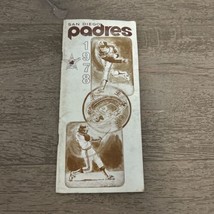 SAN DIEGO
padres
1978